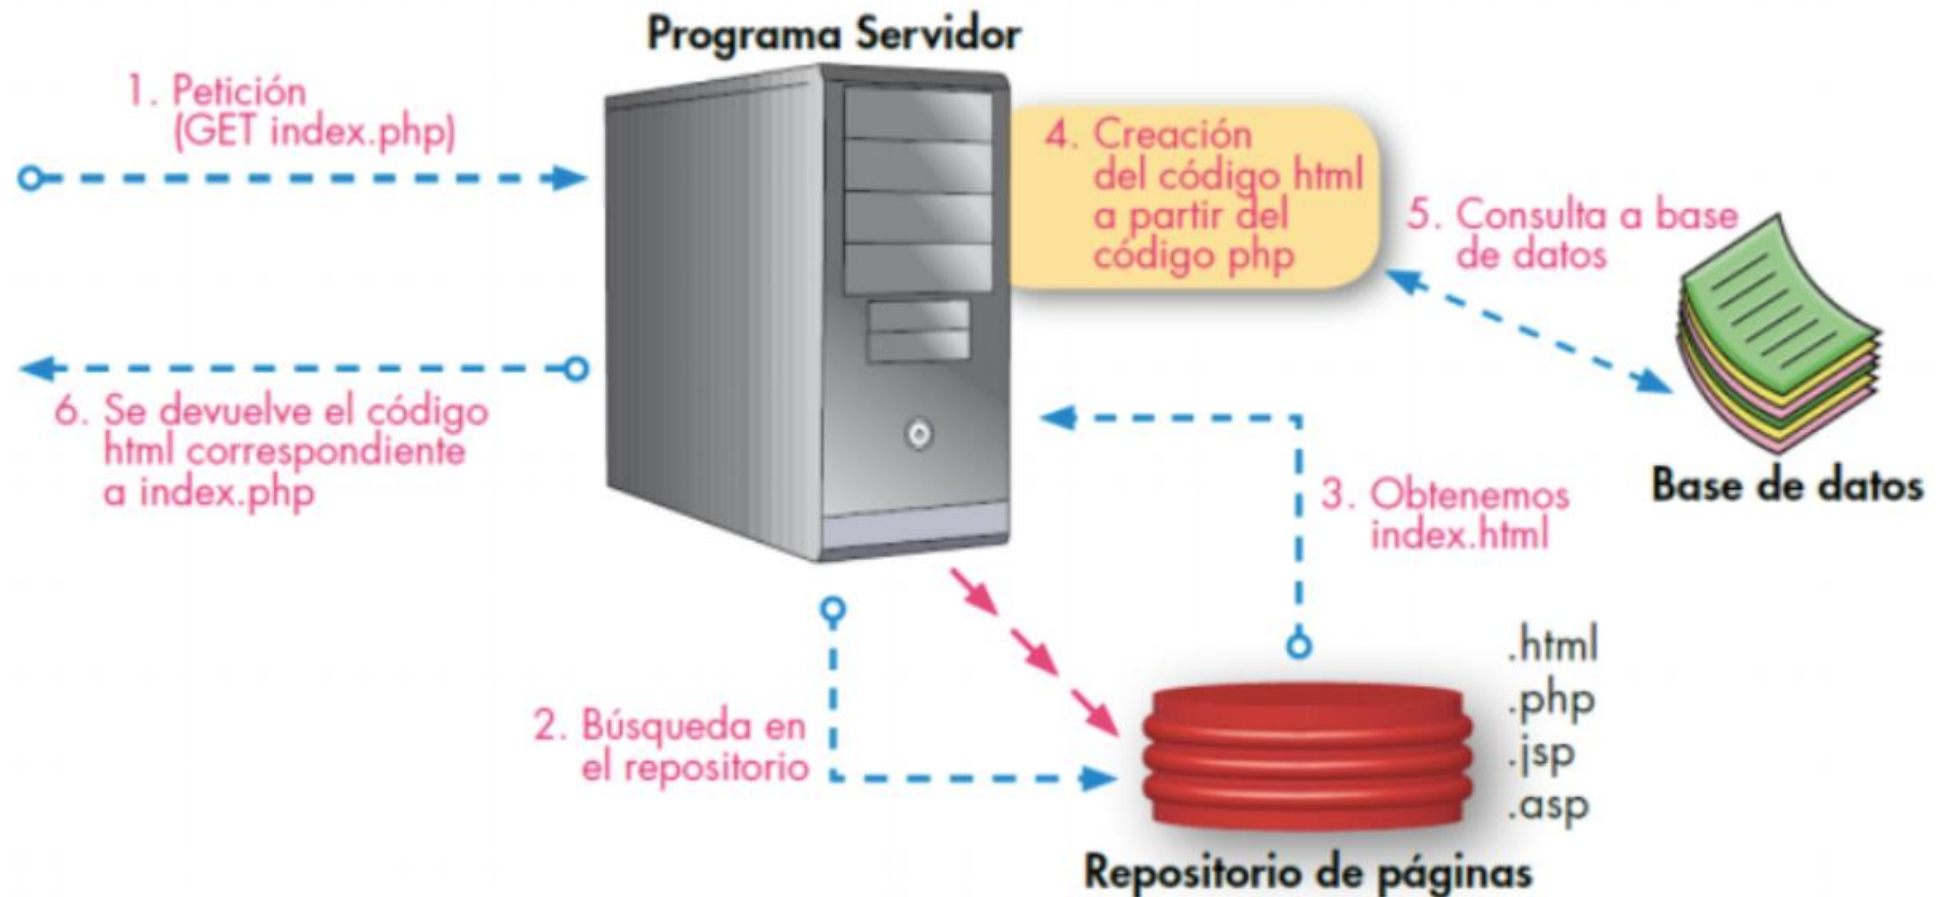 Programa Servidor
1. Petición
(GET index.php)
4. Creación
del código html
a partir del
código php
5. Consulta a base
de datos
6. Se devuelve el código
html correspondiente
a index.php
Base de datos
3. Obtenemos
index.html
2. Búsqueda en
el repositorio
.html
.php
.jsp
.asp
Repositorio de páginas